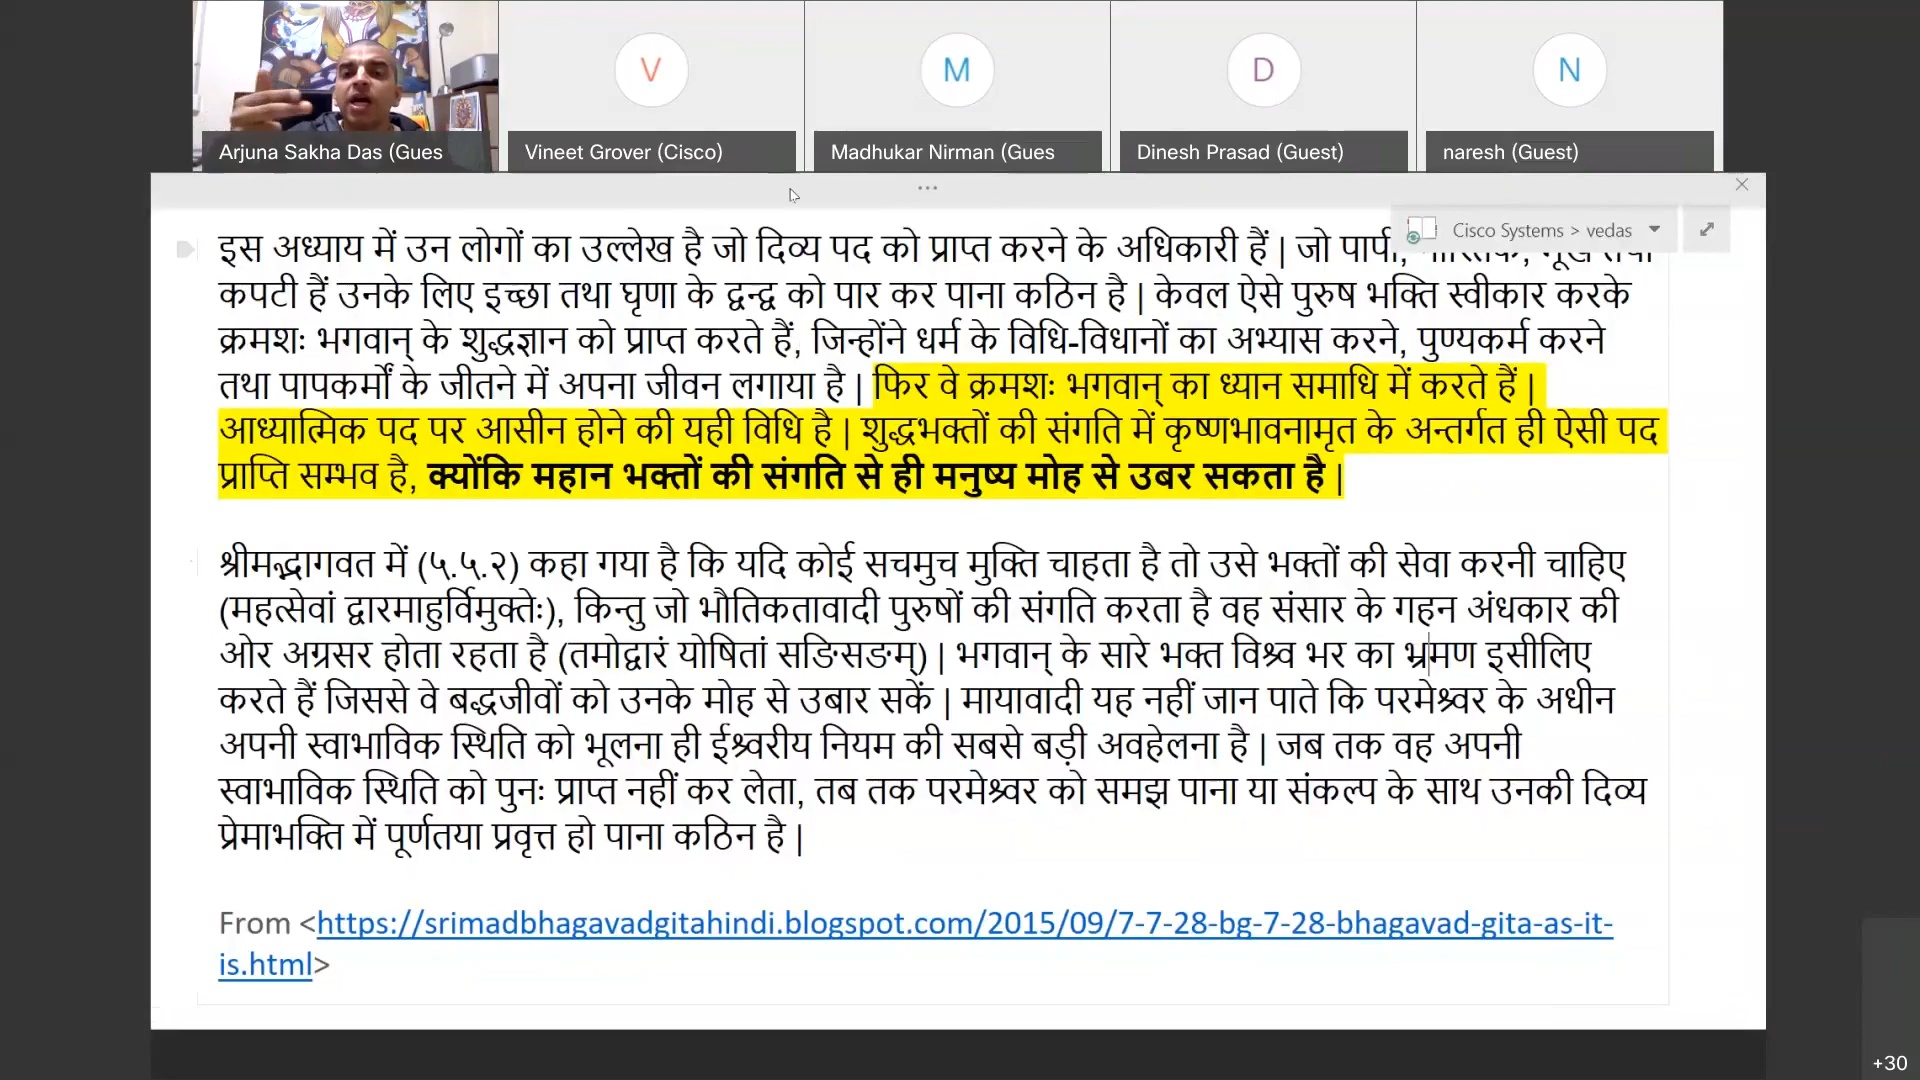 Arjuna Sakha Das (Gues
V
Vineet Grover (Cisco)
M
Madhukar Nirman (Gues
D
Dinesh Prasad (Guest)
N
naresh (Guest)
Cisco Systems > vedas
इस अध्याय में उन लोगों का उल्लेख है जो दिव्य पद को प्राप्त करने के अधिकारी हैं | जो पापी,
कपटी हैं उनके लिए इच्छा तथा घृणा के द्वन्द्व को पार कर पाना कठिन है | केवल ऐसे पुरुष भक्ति स्वीकार करके
क्रमशः भगवान् के शुद्धज्ञान को प्राप्त करते हैं, जिन्होंने धर्म के विधि-विधानों का अभ्यास करने, पुण्यकर्म करने
तथा पापकर्मों के जीतने में अपना जीवन लगाया है | फिर वे क्रमशः भगवान् का ध्यान समाधि में करते हैं |
आध्यात्मिक पद पर आसीन होने की यही विधि है | शुद्धभक्तों की संगति में कृष्णभावनामृत के अन्तर्गत ही ऐसी पद
प्राप्ति सम्भव है, क्योंकि महान भक्तों की संगति से ही मनुष्य मोह से उबर सकता है |
श्रीमद्भागवत में (५.५.२) कहा गया है कि यदि कोई सचमुच मुक्ति चाहता है तो उसे भक्तों की सेवा करनी चाहिए
(महत्सेवां द्वारमाहुर्विमुक्तेः), किन्तु जो भौतिकतावादी पुरुषों की संगति करता है वह संसार के गहन अंधकार की
ओर अग्रसर होता रहता है (तमोद्वारं योषितां सङिसङम्) | भगवान् के सारे भक्त विश्र्व भर का भ्रमण इसीलिए
करते हैं जिससे वे बद्धजीवों को उनके मोह से उबार सकें | मायावादी यह नहीं जान पाते कि परमेश्र्वर के अधीन
अपनी स्वाभाविक स्थिति को भूलना ही ईश्र्वरीय नियम की सबसे बड़ी अवहेलना है | जब तक वह अपनी
स्वाभाविक स्थिति को पुनः प्राप्त नहीं कर लेता, तब तक परमेश्र्वर को समझ पाना या संकल्प के साथ उनकी दिव्य
प्रेमाभक्ति में पूर्णतया प्रवृत्त हो पाना कठिन है |
From <https://srimadbhagavadgitahindi.blogspot.com/2015/09/7-7-28-bg-7-28-bhagavad-gita-as-it-
is.html>
+30